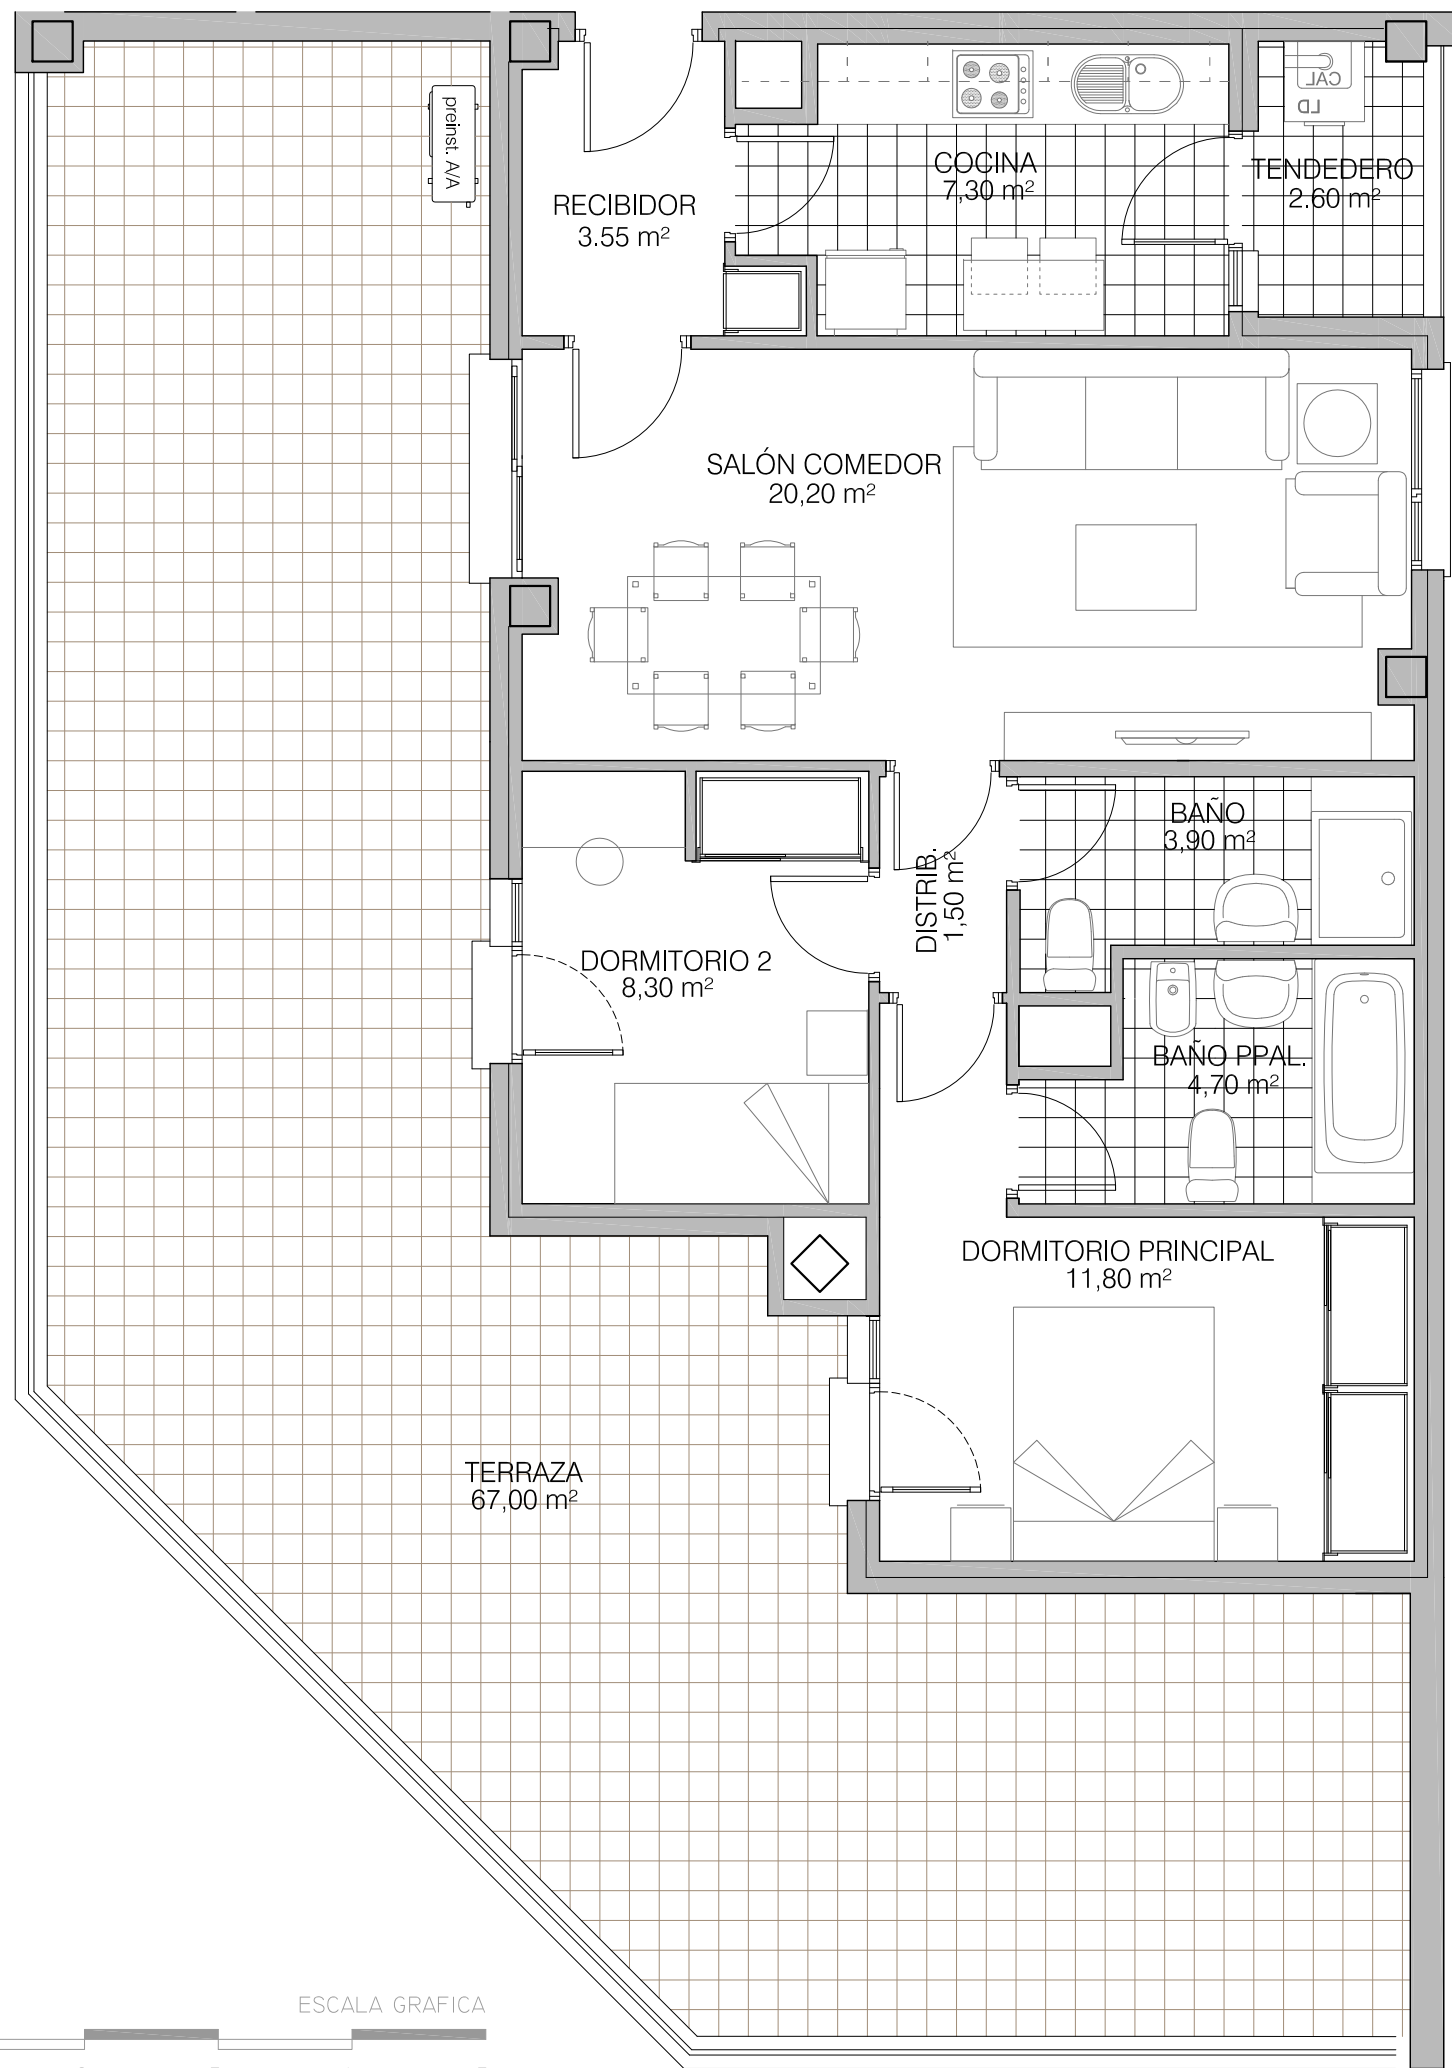 preinst. A/A
RECIBIDOR
3.55 m²
COCINA
7,30 m²
CAL
LD
TENDEDERO
2.60 m²
SALÓN COMEDOR
20,20 m²
BAÑO
3,90 m²
DISTRIB.
1,50 m²
DORMITORIO 2
8,30 m²
BAÑO PPAL.
4,70 m²
DORMITORIO PRINCIPAL
11,80 m²
TERRAZA
67,00 m²
ESCALA GRAFICA